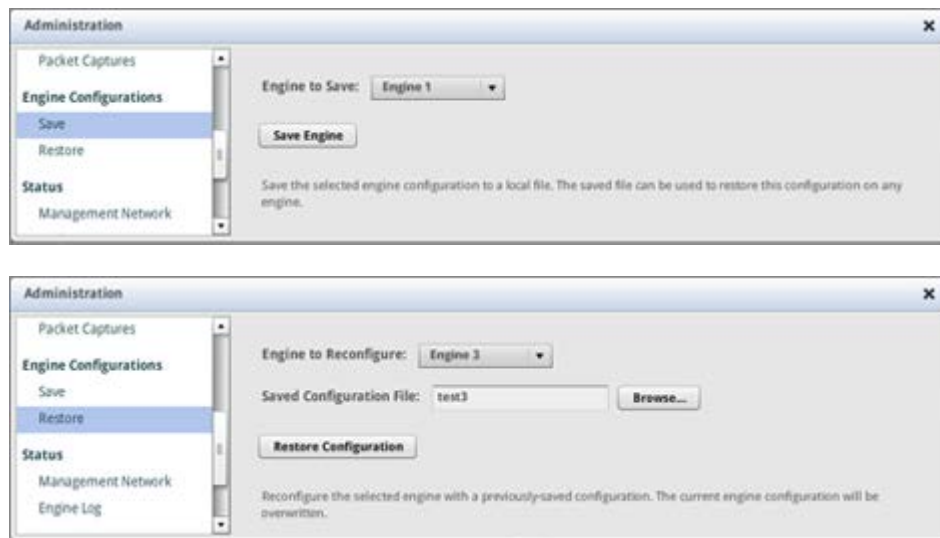 Administration
Packet Captures
Engine Configurations
Save
Restore
Status
Management Network
Engine to Save: Engine 1
Save Engine
Save the selected engine configuration to a local file. The saved file can be used to restore this configuration on any
engine.
Administration
Packet Captures
Engine Configurations
Save
Restore
Status
Management Network
Engine Log
Engine to Reconfigure: Engine 3
Saved Configuration File: test3 Browse...
Restore Configuration
Reconfigure the selected engine with a previously-saved configuration. The current engine configuration will be
overwritten.